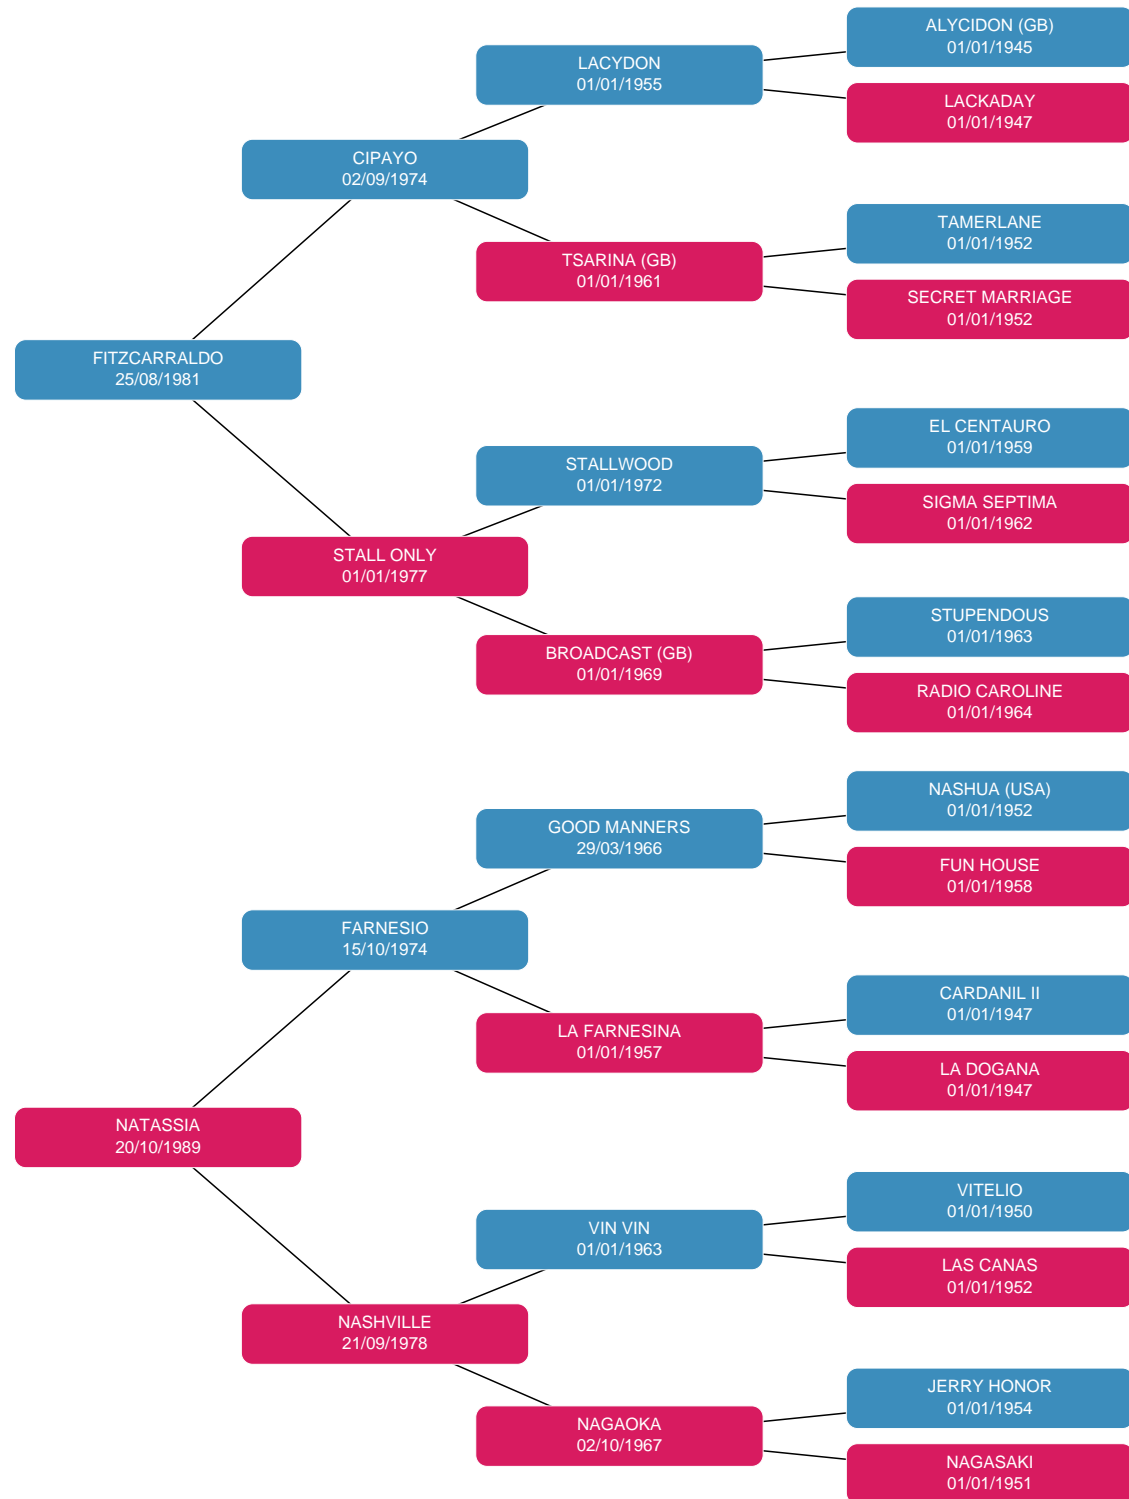 ALYCIDON (GB)
01/01/1945
LACYDON
01/01/1955
LACKADAY
01/01/1947
CIPAYO
02/09/1974
TAMERLANE
01/01/1952
TSARINA (GB)
01/01/1961
SECRET MARRIAGE
01/01/1952
FITZCARRALDO
25/08/1981
EL CENTAURO
01/01/1959
STALLWOOD
01/01/1972
SIGMA SEPTIMA
01/01/1962
STALL ONLY
01/01/1977
STUPENDOUS
01/01/1963
BROADCAST (GB)
01/01/1969
RADIO CAROLINE
01/01/1964
NASHUA (USA)
01/01/1952
GOOD MANNERS
29/03/1966
FUN HOUSE
01/01/1958
FARNESIO
15/10/1974
CARDANIL II
01/01/1947
LA FARNESINA
01/01/1957
LA DOGANA
01/01/1947
NATASSIA
20/10/1989
VITELIO
01/01/1950
VIN VIN
01/01/1963
LAS CANAS
01/01/1952
NASHVILLE
21/09/1978
JERRY HONOR
01/01/1954
NAGAOKA
02/10/1967
NAGASAKI
01/01/1951